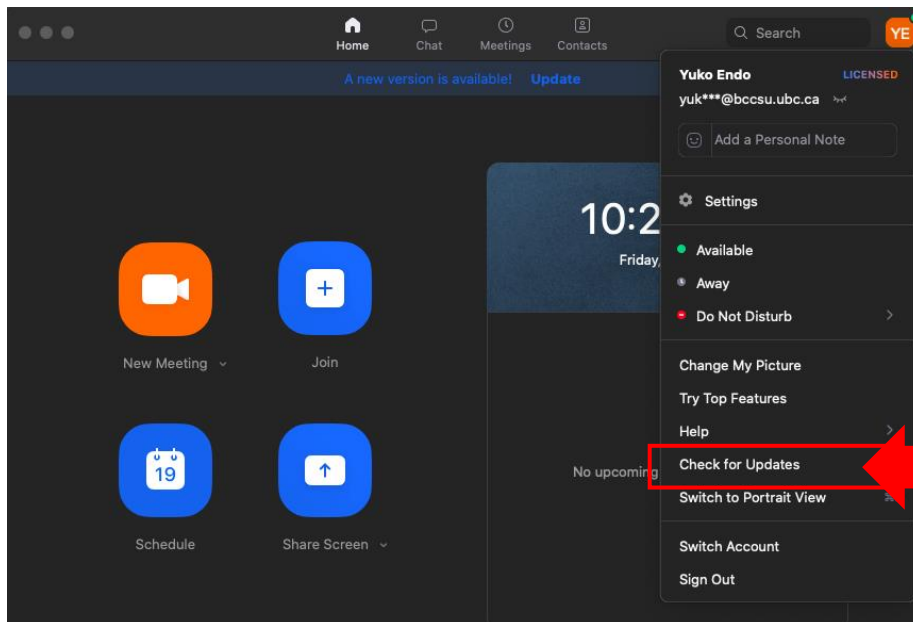 Home
Chat
Meetings
Contacts
Search
YE
A new version is available! Update
Yuko Endo
LICENSED
yuk***@bccsu.ubc.ca
Add a Personal Note
Settings
10:2
Friday,
Available
Away
Do Not Disturb
New Meeting
Join
Change My Picture
Try Top Features
Help
No upcoming
Check for Updates
Switch to Portrait View
19
Schedule
Share Screen
Switch Account
Sign Out